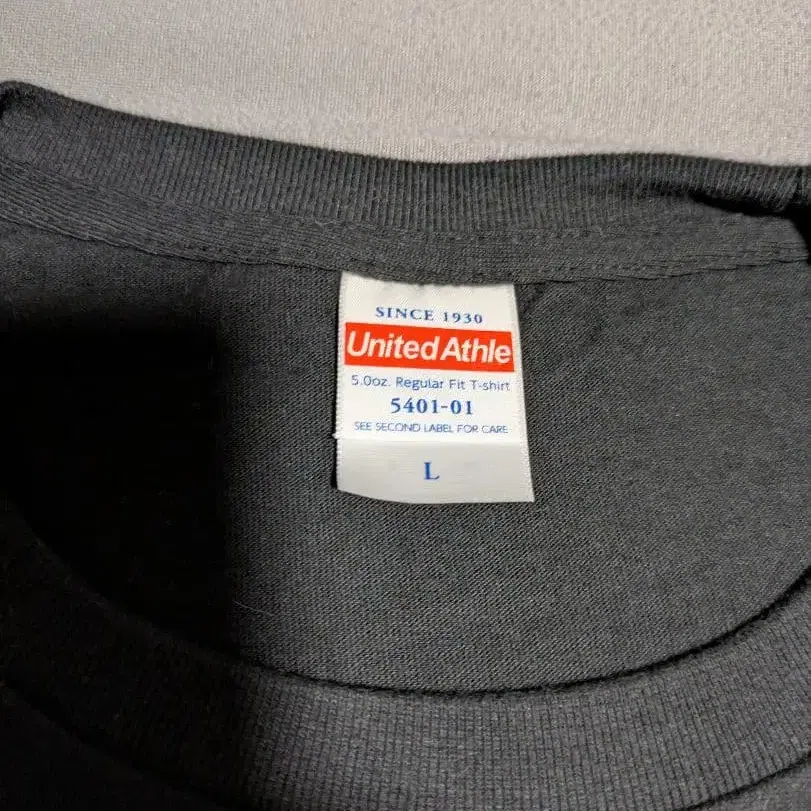 SINCE 1930
United Athle
5.0oz. Regular Fit T-shirt
5401-01
SEE SECOND LABEL FOR CARE
L